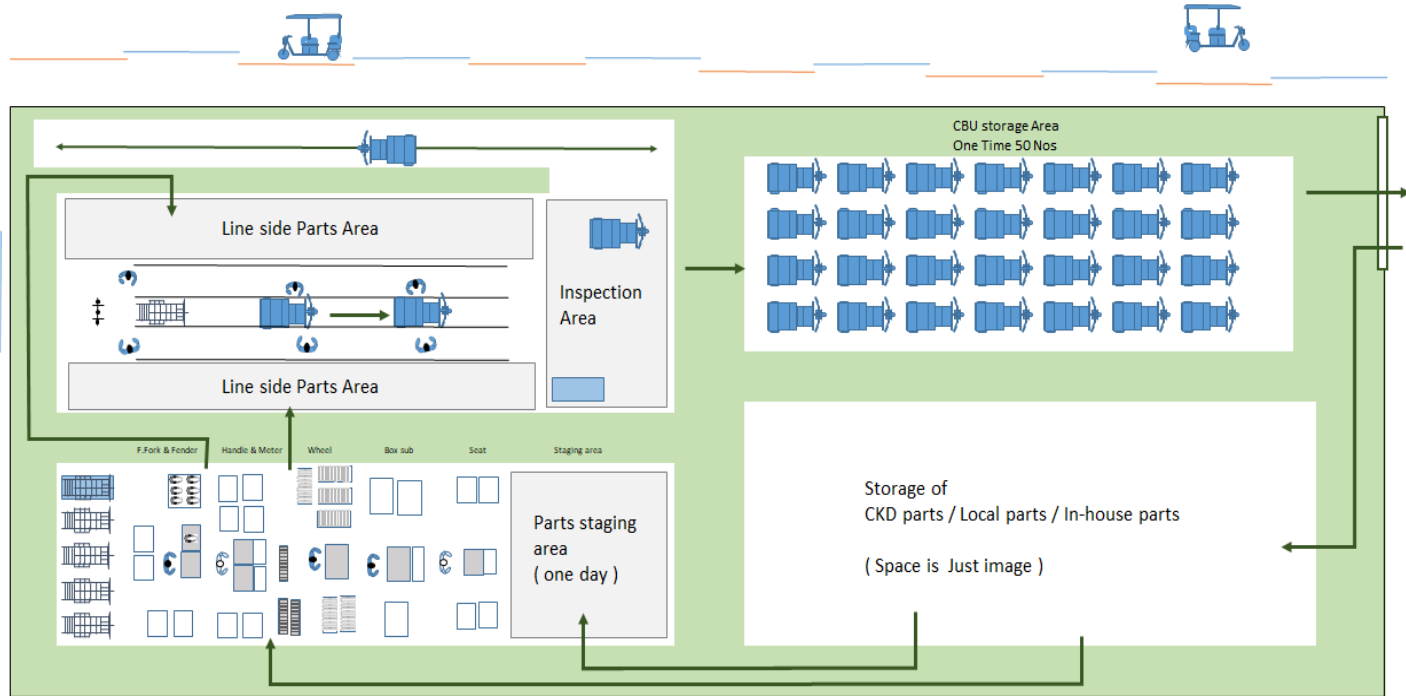 CBU storage Area
One Time 50 Nos
Line side Parts Area
Inspection
Area
Line side Parts Area
F.Fork & Fender
Handle & Meter
Wheel
Box sub
Seat
Staging area
Parts staging
area
( one day )
Storage of
CKD parts / Local parts / In-house parts
( Space is Just image )